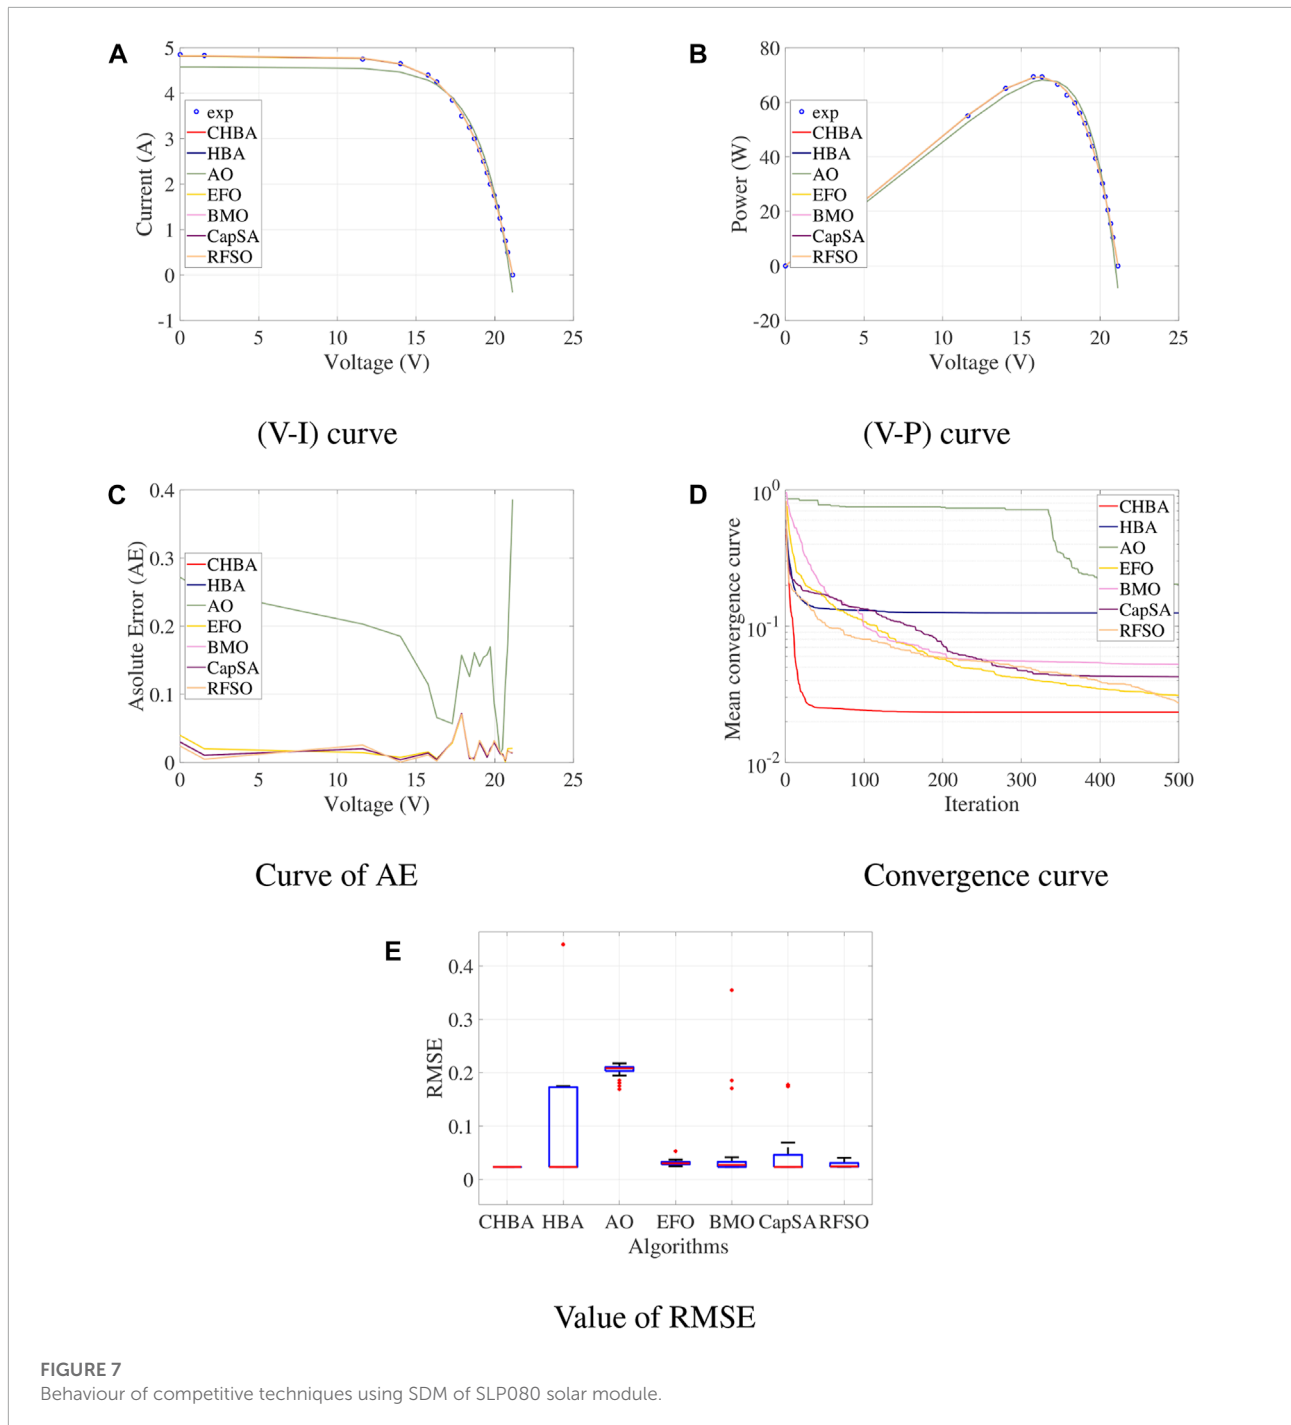 A
5
4
3
2
1
0
-1
Current (A)
exp
CHBA
HBA
AO
EFO
BMO
CapSA
RFSO
0 5 10 15 20 25
Voltage (V)
(V-I) curve
B
80
60
40
20
0
-20
Power (W)
exp
CHBA
HBA
AO
EFO
BMO
CapSA
RFSO
0 5 10 15 20 25
Voltage (V)
(V-P) curve
C
0.4
0.3
0.2
0.1
0
Asolute Error (AE)
CHBA
HBA
AO
EFO
BMO
CapSA
RFSO
0 5 10 15 20 25
Voltage (V)
Curve of AE
D
10^0
10^-1
10^-2
Mean convergence curve
CHBA
HBA
AO
EFO
BMO
CapSA
RFSO
0 100 200 300 400 500
Iteration
Convergence curve
E
0.4
0.3
0.2
0.1
0
RMSE
CHBA HBA AO EFO BMO CapSA RFSO
Algorithms
Value of RMSE
FIGURE 7
Behaviour of competitive techniques using SDM of SLP080 solar module.